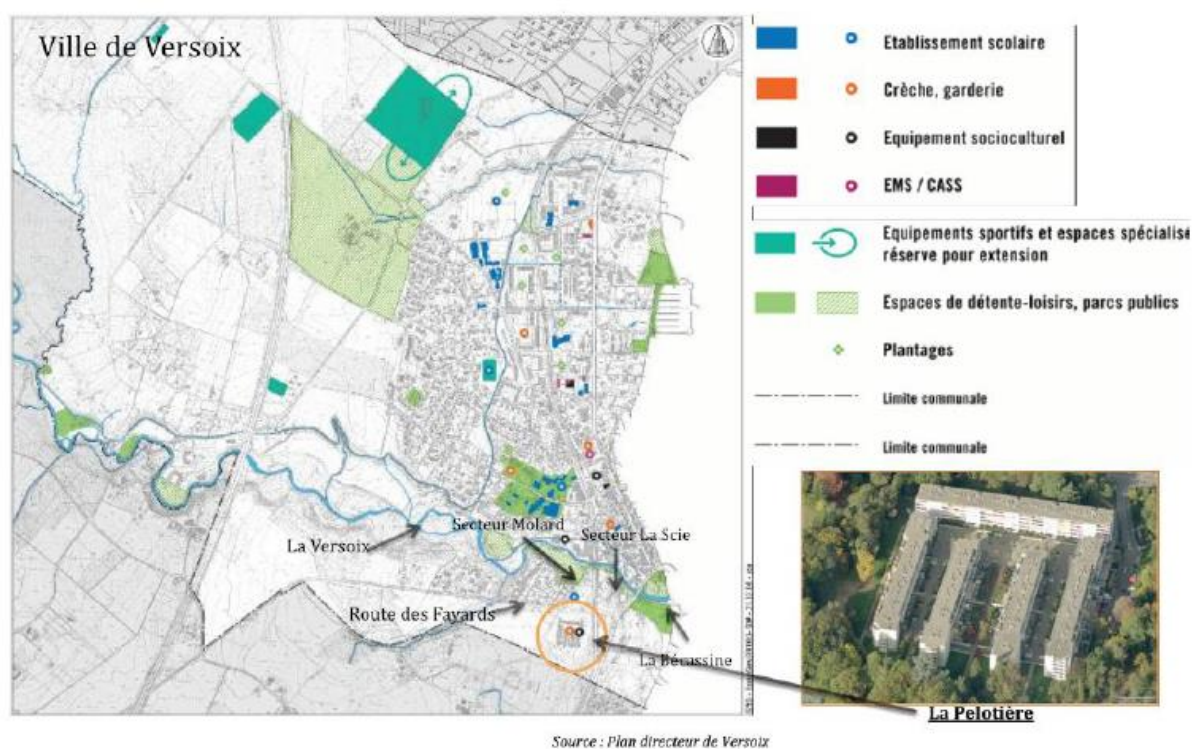 Ville de Versoix
Etablissement scolaire
Crèche, garderie
Equipement socioculturel
EMS / CASS
Equipements sportifs et espaces spécialisé
réserve pour extension
Espaces de détente-loisirs, parcs publics
Plantages
Limite communale
Limite communale
Secteur Molard
Secteur La Scie
La Versoix
Route des Fayards
La Bécassine
La Pelotière
Source : Plan directeur de Versoix